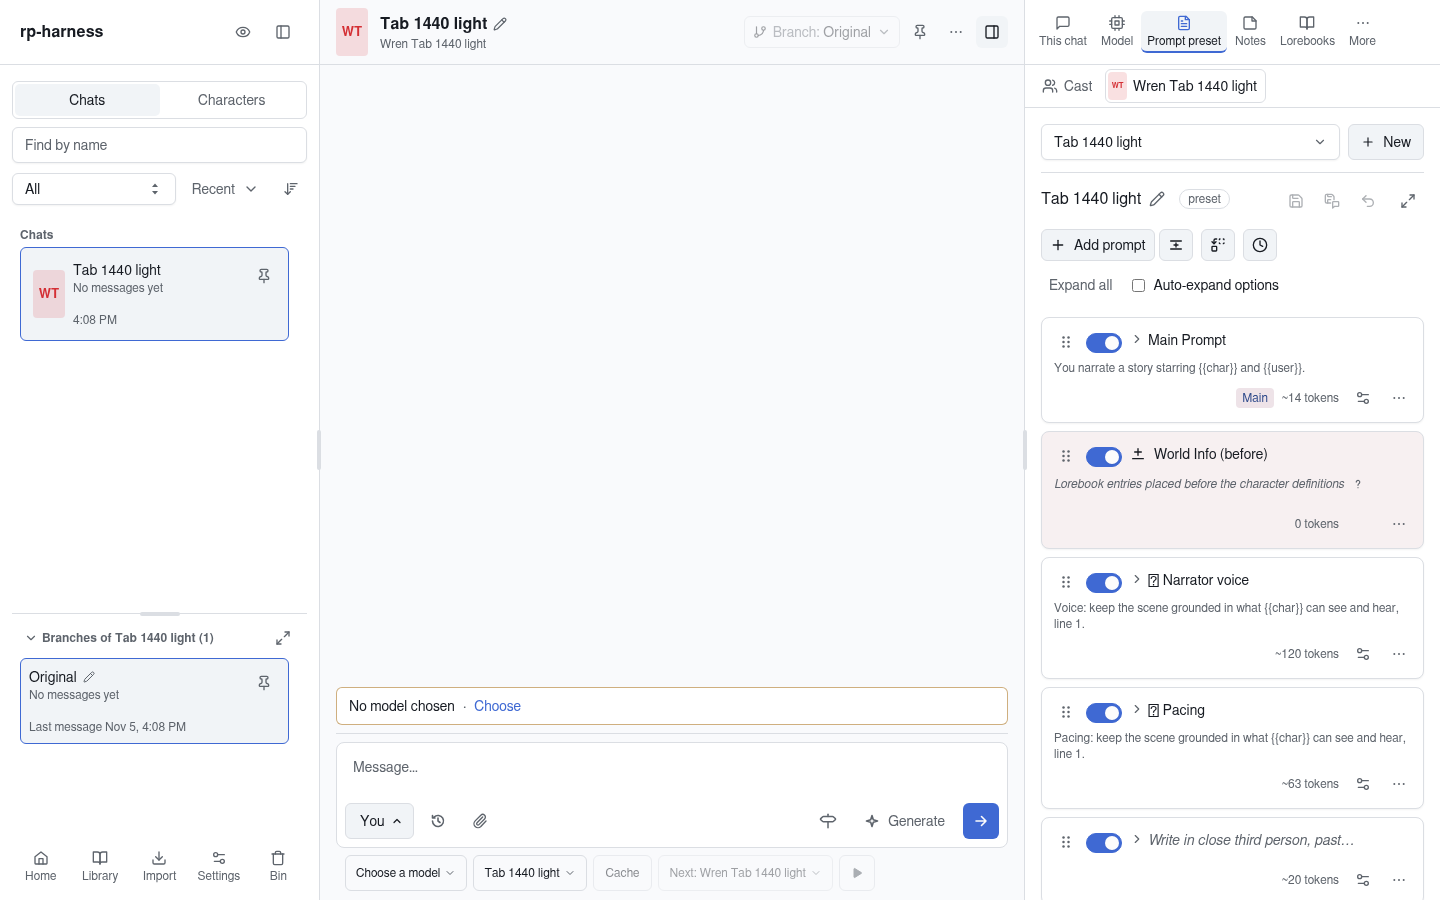 rp-harness
Chats
Characters
Find by name
All
Recent
Chats
WT
Tab 1440 light
No messages yet
4:08 PM
Branches of Tab 1440 light (1)
Original
No messages yet
Last message Nov 5, 4:08 PM
Home
Library
Import
Settings
Bin
WT
Tab 1440 light
Wren Tab 1440 light
Branch: Original
No model chosen · Choose
Message...
You
Generate
Choose a model
Tab 1440 light
Cache
Next: Wren Tab 1440 light
This chat
Model
Prompt preset
Notes
Lorebooks
More
Cast
WT
Wren Tab 1440 light
Tab 1440 light
New
Tab 1440 light
preset
Add prompt
Expand all
Auto-expand options
Main Prompt
You narrate a story starring {{char}} and {{user}}.
Main
~14 tokens
World Info (before)
Lorebook entries placed before the character definitions ?
0 tokens
Narrator voice
Voice: keep the scene grounded in what {{char}} can see and hear,
line 1.
~120 tokens
Pacing
Pacing: keep the scene grounded in what {{char}} can see and hear,
line 1.
~63 tokens
Write in close third person, past…
~20 tokens